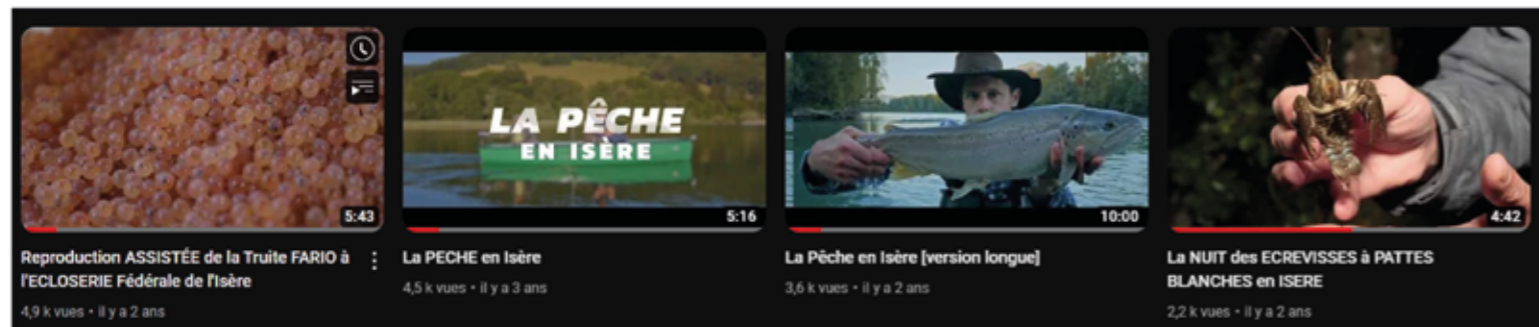 5:43
Reproduction ASSISTÉE de la Truite FARIO à
l'ECLOSERIE Fédérale de l'Isère
4,9 k vues • il y a 2 ans
LA PÊCHE
EN ISÈRE
5:16
La PECHE en Isère
4,5 k vues • il y a 3 ans
10:00
La Pêche en Isère [version longue]
3,6 k vues • il y a 2 ans
4:42
La NUIT des ECREVISSES à PATTES
BLANCHES en ISERE
2,2 k vues • il y a 2 ans